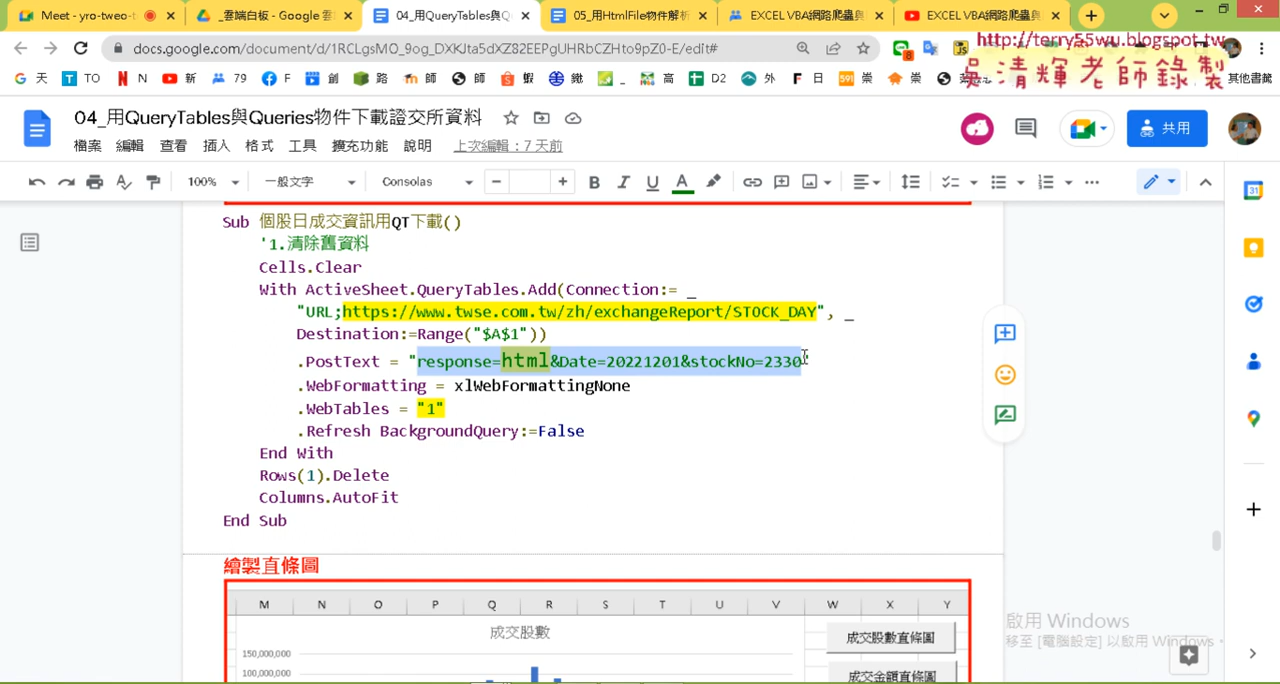 Meet - yro-tweo-t
_雲端白板 - Google 雲
04_用QueryTables與Q
05_用HtmlFile物件解析
EXCEL VBA網路爬蟲與
EXCEL VBA網路爬蟲與
docs.google.com/document/d/1RCLgsMO_9og_DXKJta5dXZ82EEPgUHRbCZHto9pZ0-E/edit#
http://terry55wu.blogspot.tw
吳清輝老師錄製
天 TO N 新 79 F 創 路 師 師 蝦 鐵 高 D2 外 日 崇 崇 其他書籤
04_用QueryTables與Queries物件下載證交所資料
共用
檔案 編輯 查看 插入 格式 工具 擴充功能 說明 上次編輯：7 天前
100% 一般文字 Consolas
Sub 個股日成交資訊用QT下載()
'1.清除舊資料
Cells.Clear
With ActiveSheet.QueryTables.Add(Connection:= _
"URL;https://www.twse.com.tw/zh/exchangeReport/STOCK_DAY", _
Destination:=Range("$A$1"))
.PostText = "response=html&Date=20221201&stockNo=2330
.WebFormatting = xlWebFormattingNone
.WebTables = "1"
.Refresh BackgroundQuery:=False
End With
Rows(1).Delete
Columns.AutoFit
End Sub
繪製直條圖
M N O P Q R S T U V W X Y
成交股數
成交股數直條圖
150,000,000
100,000,000
成交金額直條圖
啟用 Windows
移至 [電腦設定] 以啟用 Windows。